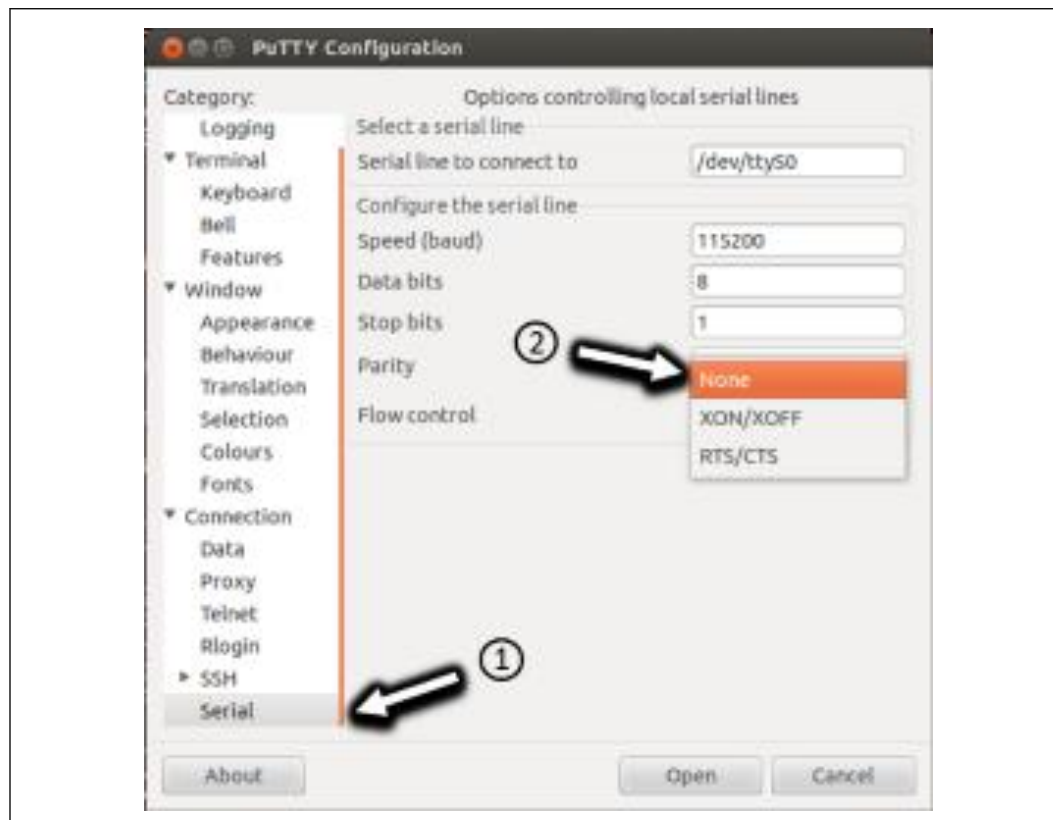 PuTTY Configuration
Category:
Logging
Terminal
Keyboard
Bell
Features
Window
Appearance
Behaviour
Translation
Selection
Colours
Fonts
Connection
Data
Proxy
Telnet
Rlogin
SSH
Serial
Options controlling local serial lines
Select a serial line
Serial line to connect to /dev/ttyS0
Configure the serial line
Speed (baud) 115200
Data bits 8
Stop bits 1
② 
Parity
None
Flow control
XON/XOFF
RTS/CTS
①
About Open Cancel